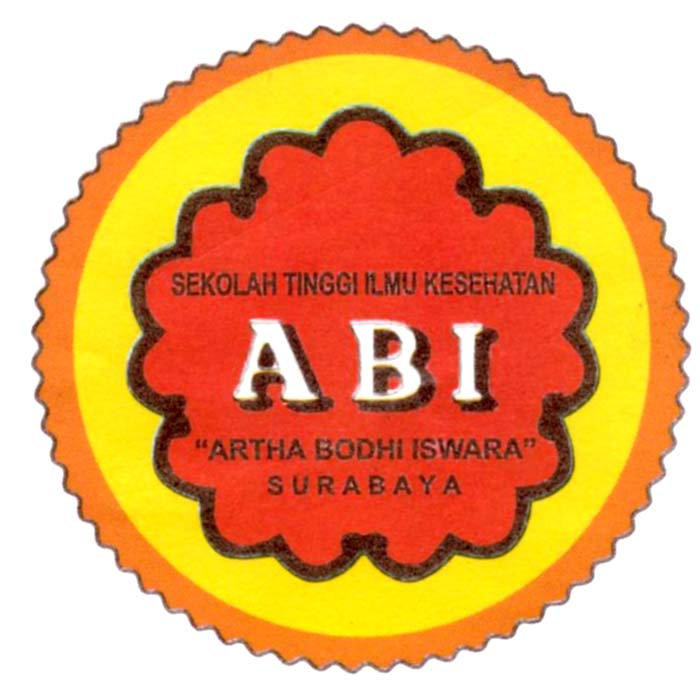 SEKOLAH TINGGI ILMU KESEHATAN
ABI
“ARTHA BODHI ISWARA”
SURABAYA